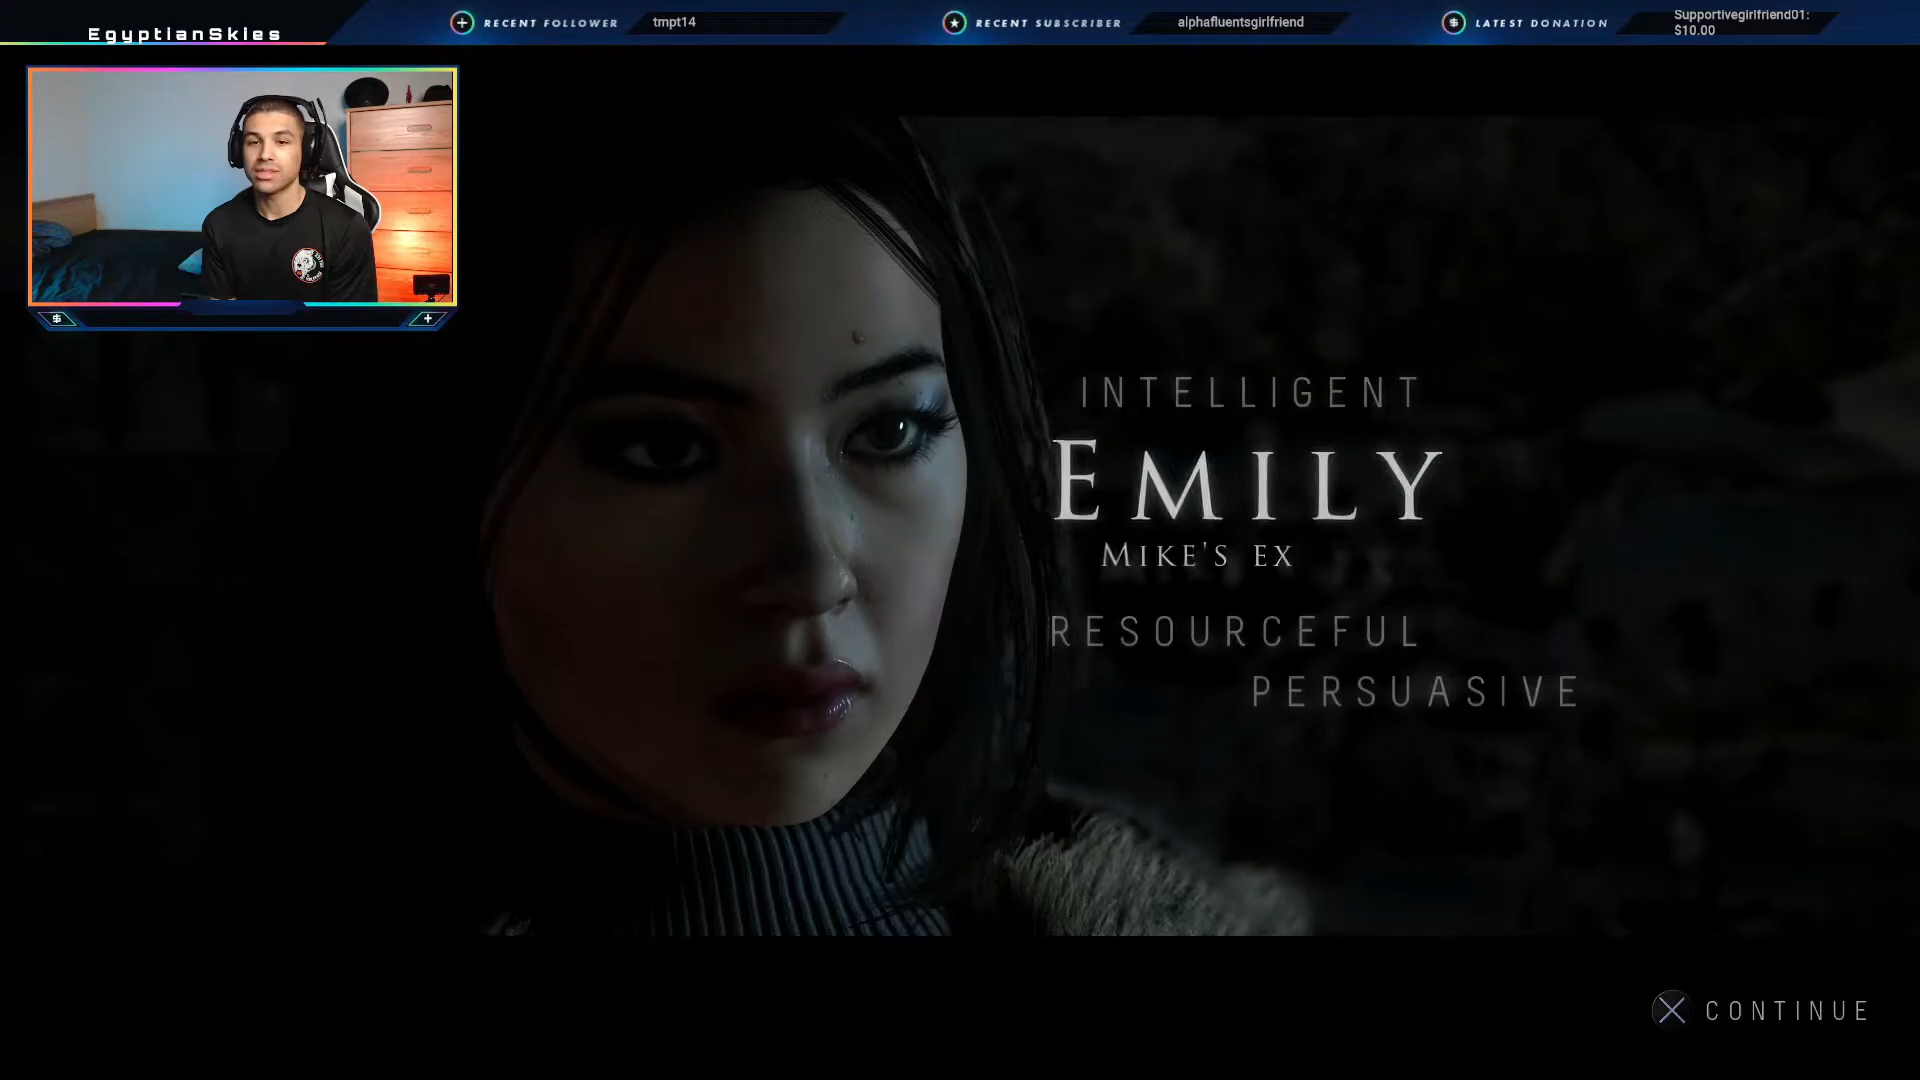 EgyptianSkies
RECENT FOLLOWER
tmpt14
RECENT SUBSCRIBER
alphafluentsgirlfriend
LATEST DONATION
Supportivegirlfriend01:
$10.00
INTELLIGENT
EMILY
MIKE'S EX
RESOURCEFUL
PERSUASIVE
CONTINUE